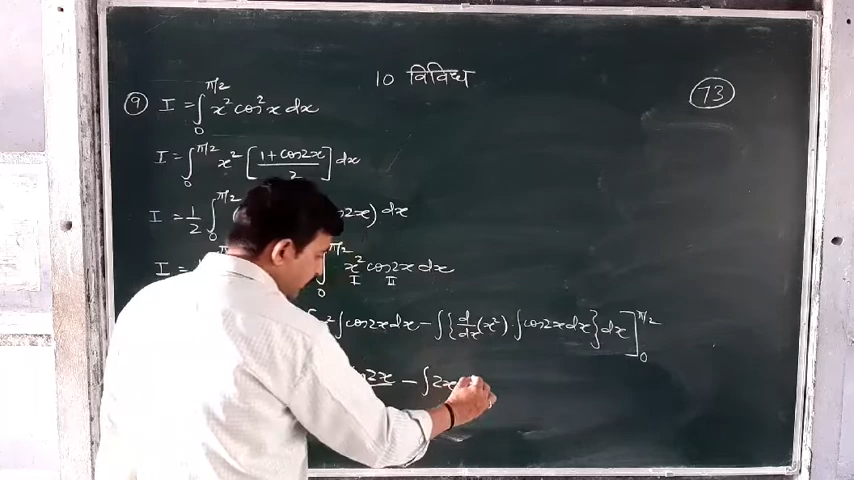 10 विविध
73
9 I = ∫₀^{π/2} x² cos²x dx
I = ∫₀^{π/2} x² [ (1+cos2x)/2 ] dx
I = 1/2 ∫₀^{π/2} cos2x) dx
I = ∫₀^{π/2} x² cos2x dx
I II
x² ∫cos2x dx − ∫{ d/dx (x²) · ∫cos2x dx } dx ]₀^{π/2}
2x − ∫2x